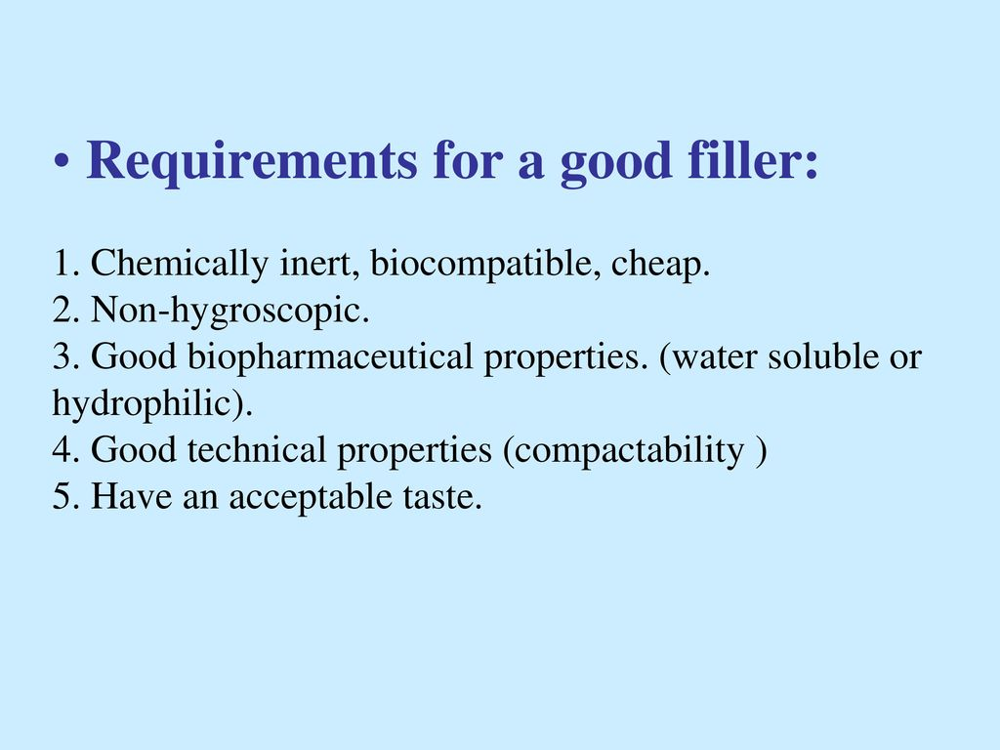 • Requirements for a good filler:
1. Chemically inert, biocompatible, cheap.
2. Non-hygroscopic.
3. Good biopharmaceutical properties. (water soluble or
hydrophilic).
4. Good technical properties (compactability )
5. Have an acceptable taste.